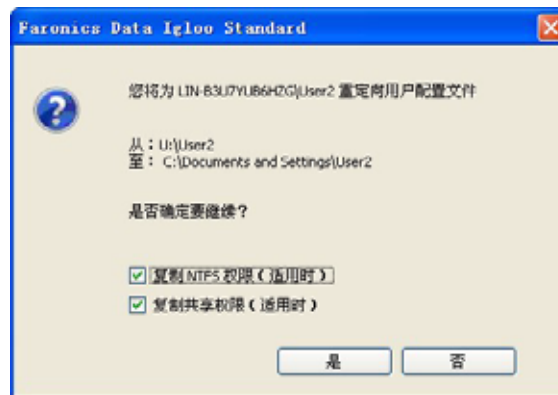 Faronics Data Igloo Standard
您将为 LIN-B3U7YUB6HZG\User2 重定向用户配置文件
从：U:\User2
至： C:\Documents and Settings\User2
是否确定要继续？
复制 NTFS 权限（适用时）
复制共享权限（适用时）
是
否